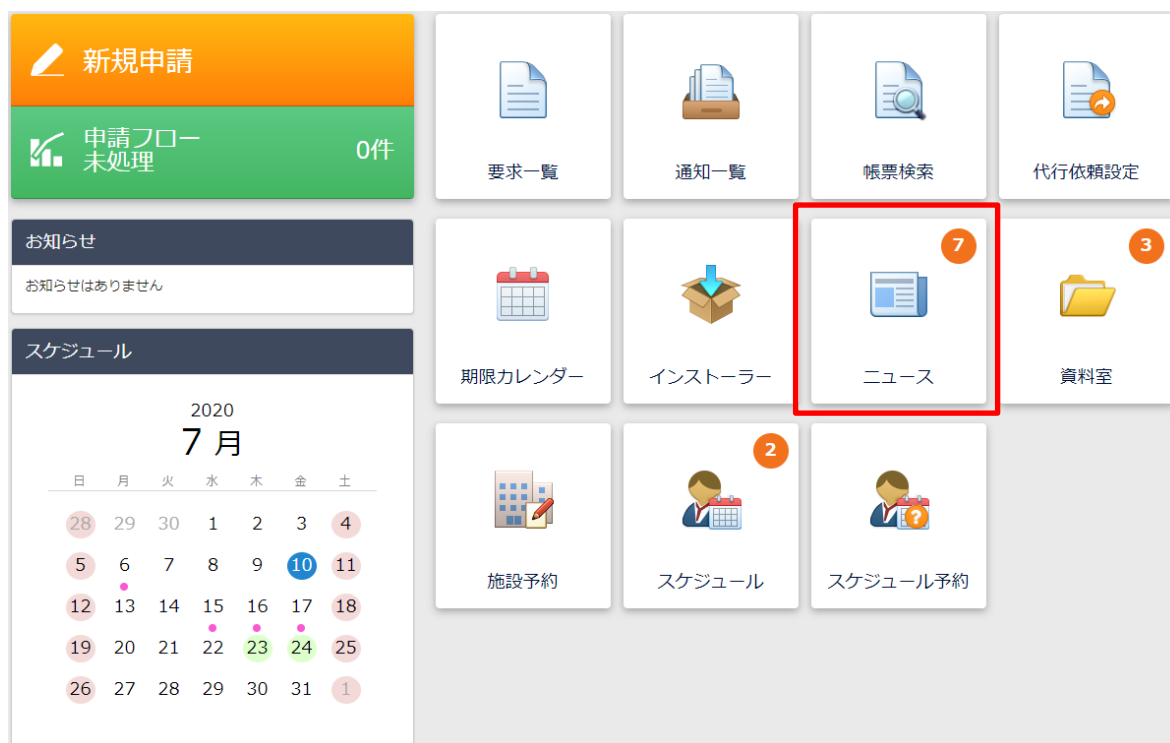 新規申請
申請フロー
未処理
0件
お知らせ
お知らせはありません
スケジュール
2020
7 月
日 月 火 水 木 金 土
28 29 30 1 2 3 4
5 6 7 8 9 10 11
12 13 14 15 16 17 18
19 20 21 22 23 24 25
26 27 28 29 30 31 1
要求一覧
通知一覧
帳票検索
代行依頼設定
期限カレンダー
インストーラー
7
ニュース
3
資料室
施設予約
2
スケジュール
?
スケジュール予約